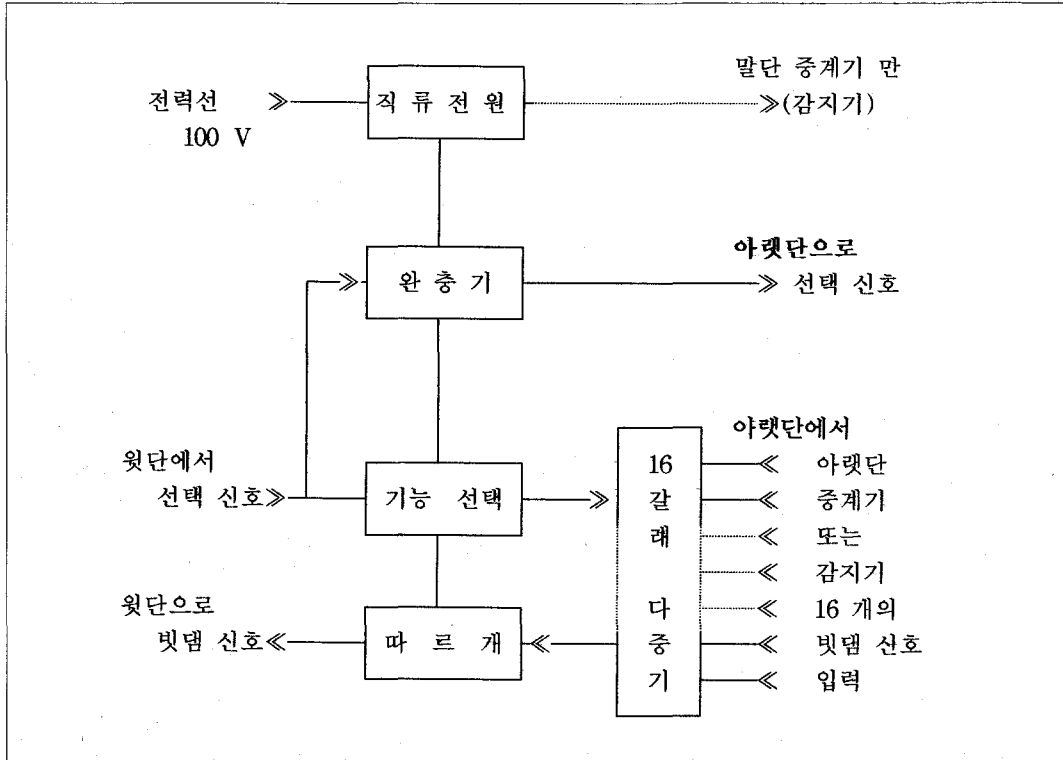 말단 중계기 만
전력선 ≫ 직 류 전 원 ≫(감지기)
100 V
아랫단으로
≫ 완 충 기 ≫ 선택 신호
아랫단에서
윗단에서 16 ≪ 아랫단
선택 신호≫ 기능 선택 ≫ 갈 ≪ 중계기
래 ≪ 또는
≪ 감지기
윗단으로 다 ≪ 16 개의
빗댐 신호≪ 따 르 개 ≪ 중 ≪ 빗댐 신호
기 ≪ 입력